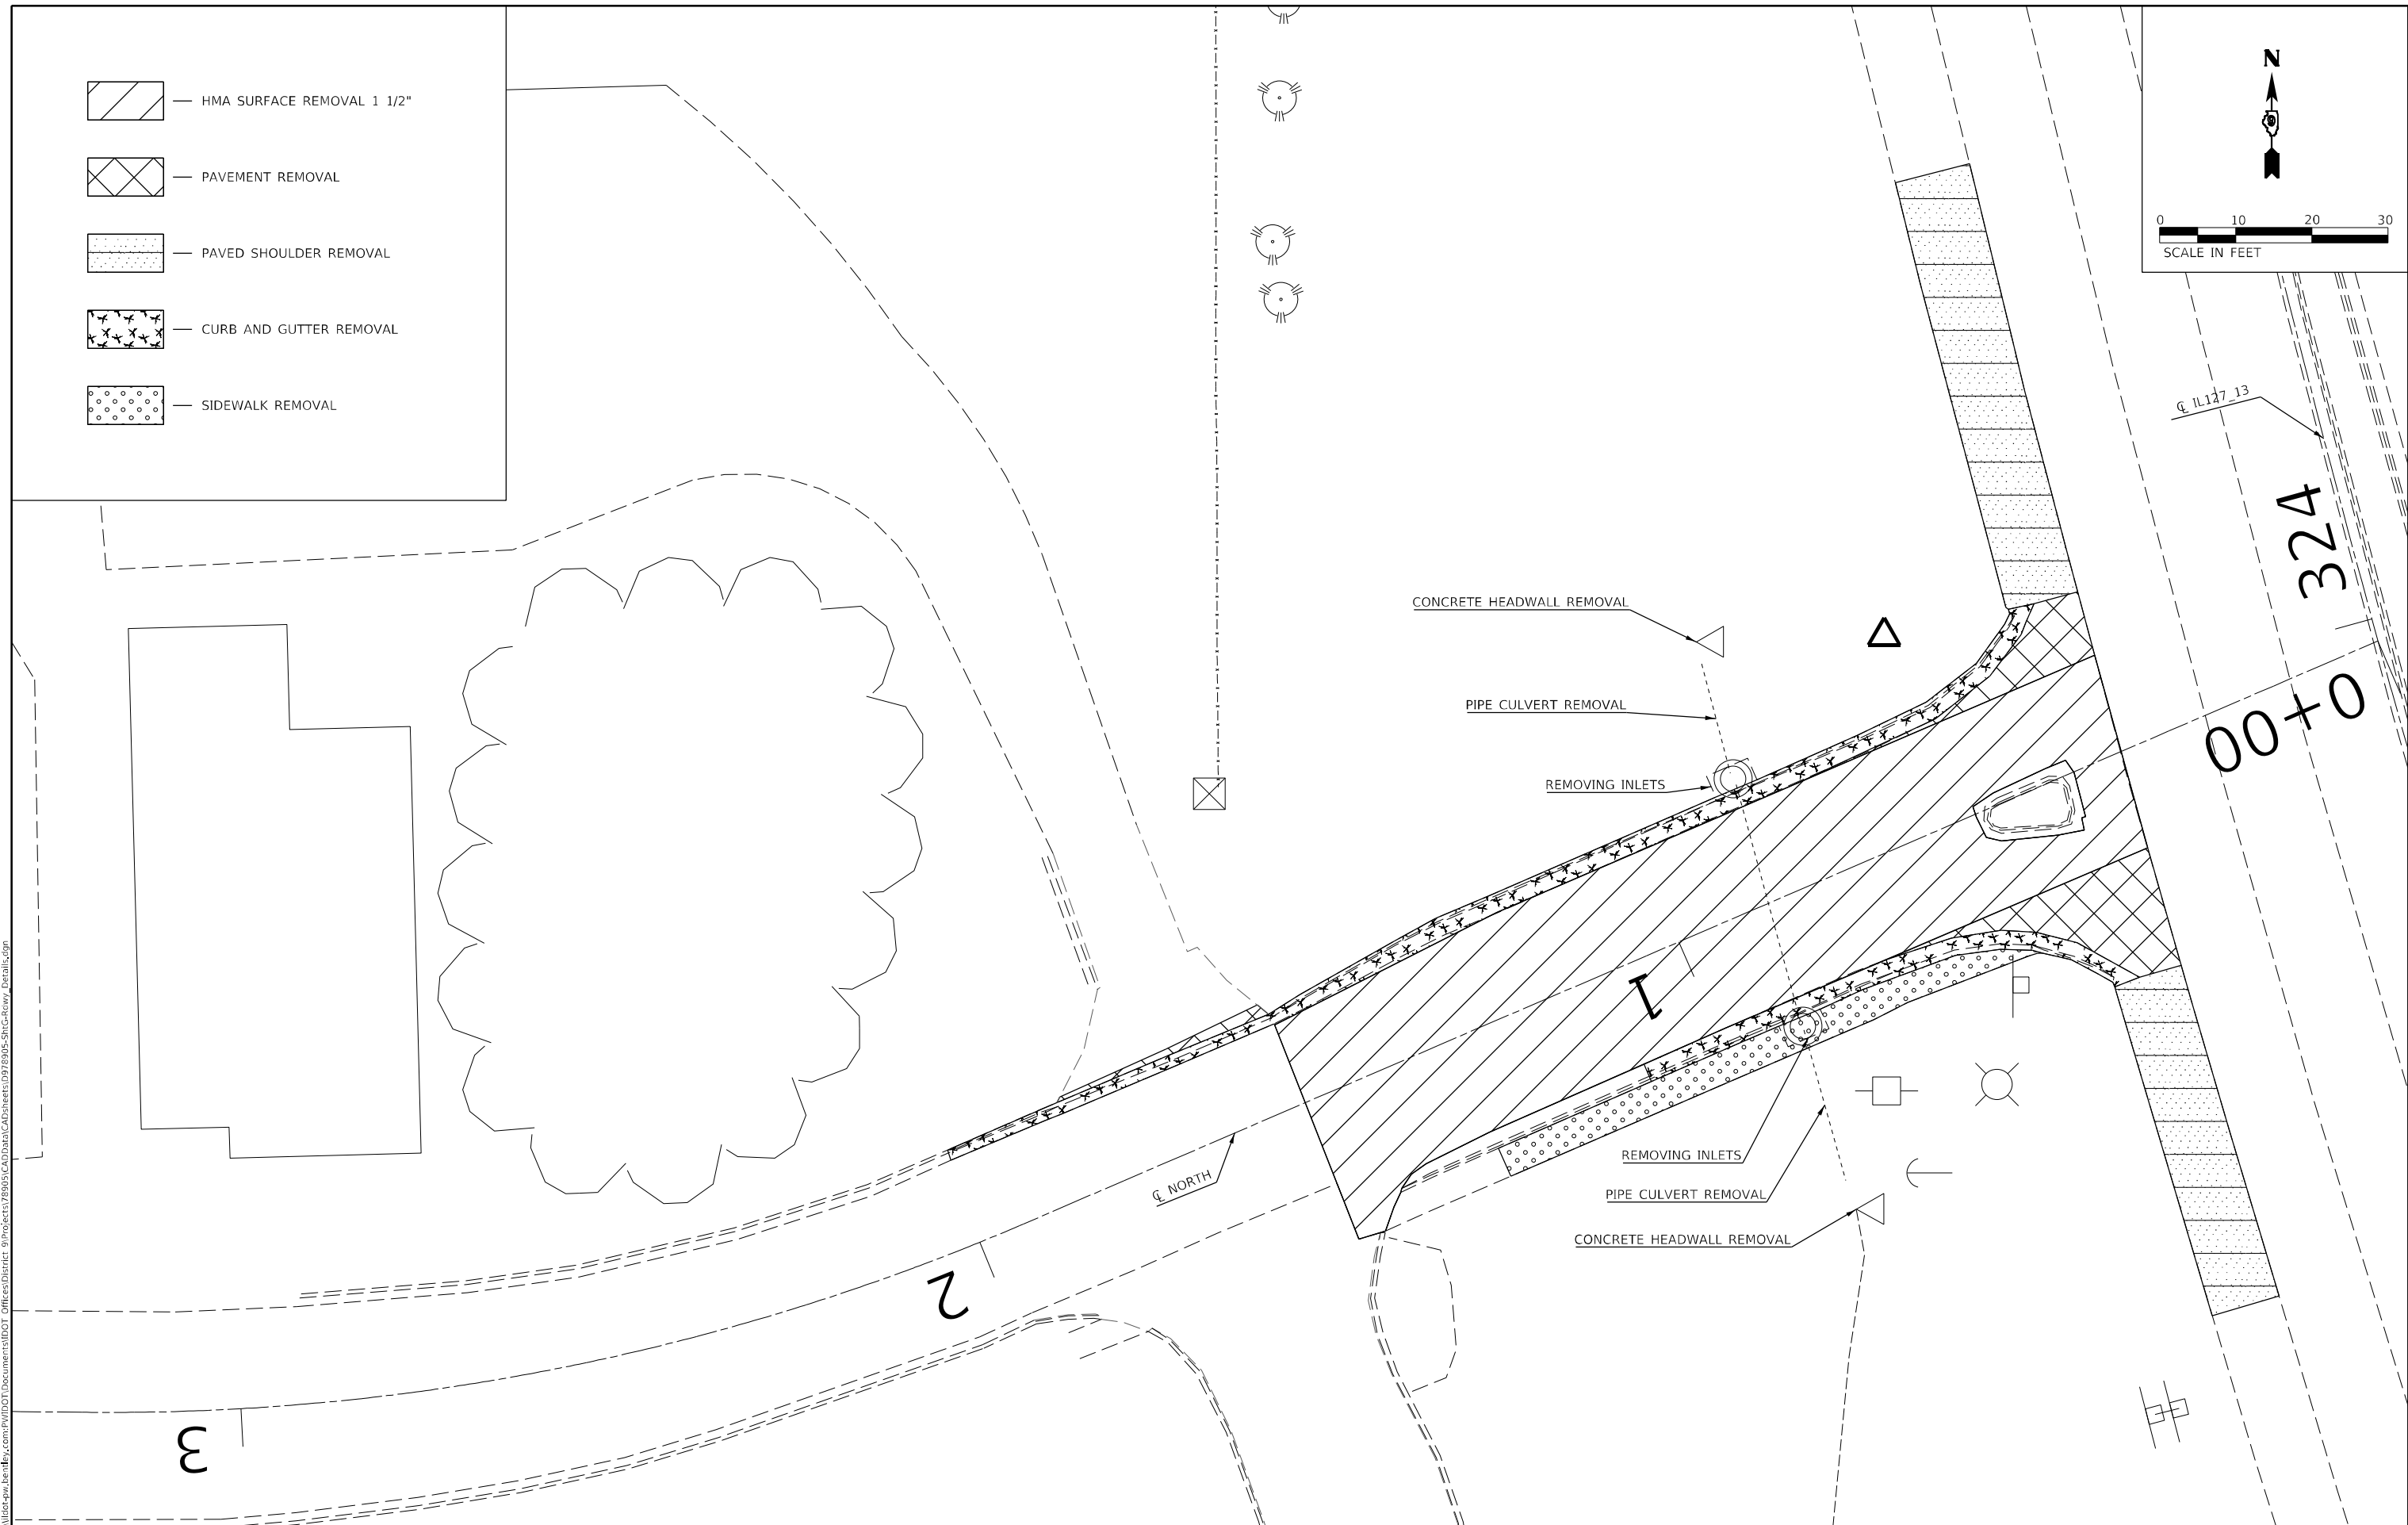 HMA SURFACE REMOVAL 1 1/2"
PAVEMENT REMOVAL
PAVED SHOULDER REMOVAL
CURB AND GUTTER REMOVAL
SIDEWALK REMOVAL
N
0 10 20 30
SCALE IN FEET
℄ IL127_13
324
0+00
CONCRETE HEADWALL REMOVAL
PIPE CULVERT REMOVAL
REMOVING INLETS
1
REMOVING INLETS
℄ NORTH
PIPE CULVERT REMOVAL
CONCRETE HEADWALL REMOVAL
2
3